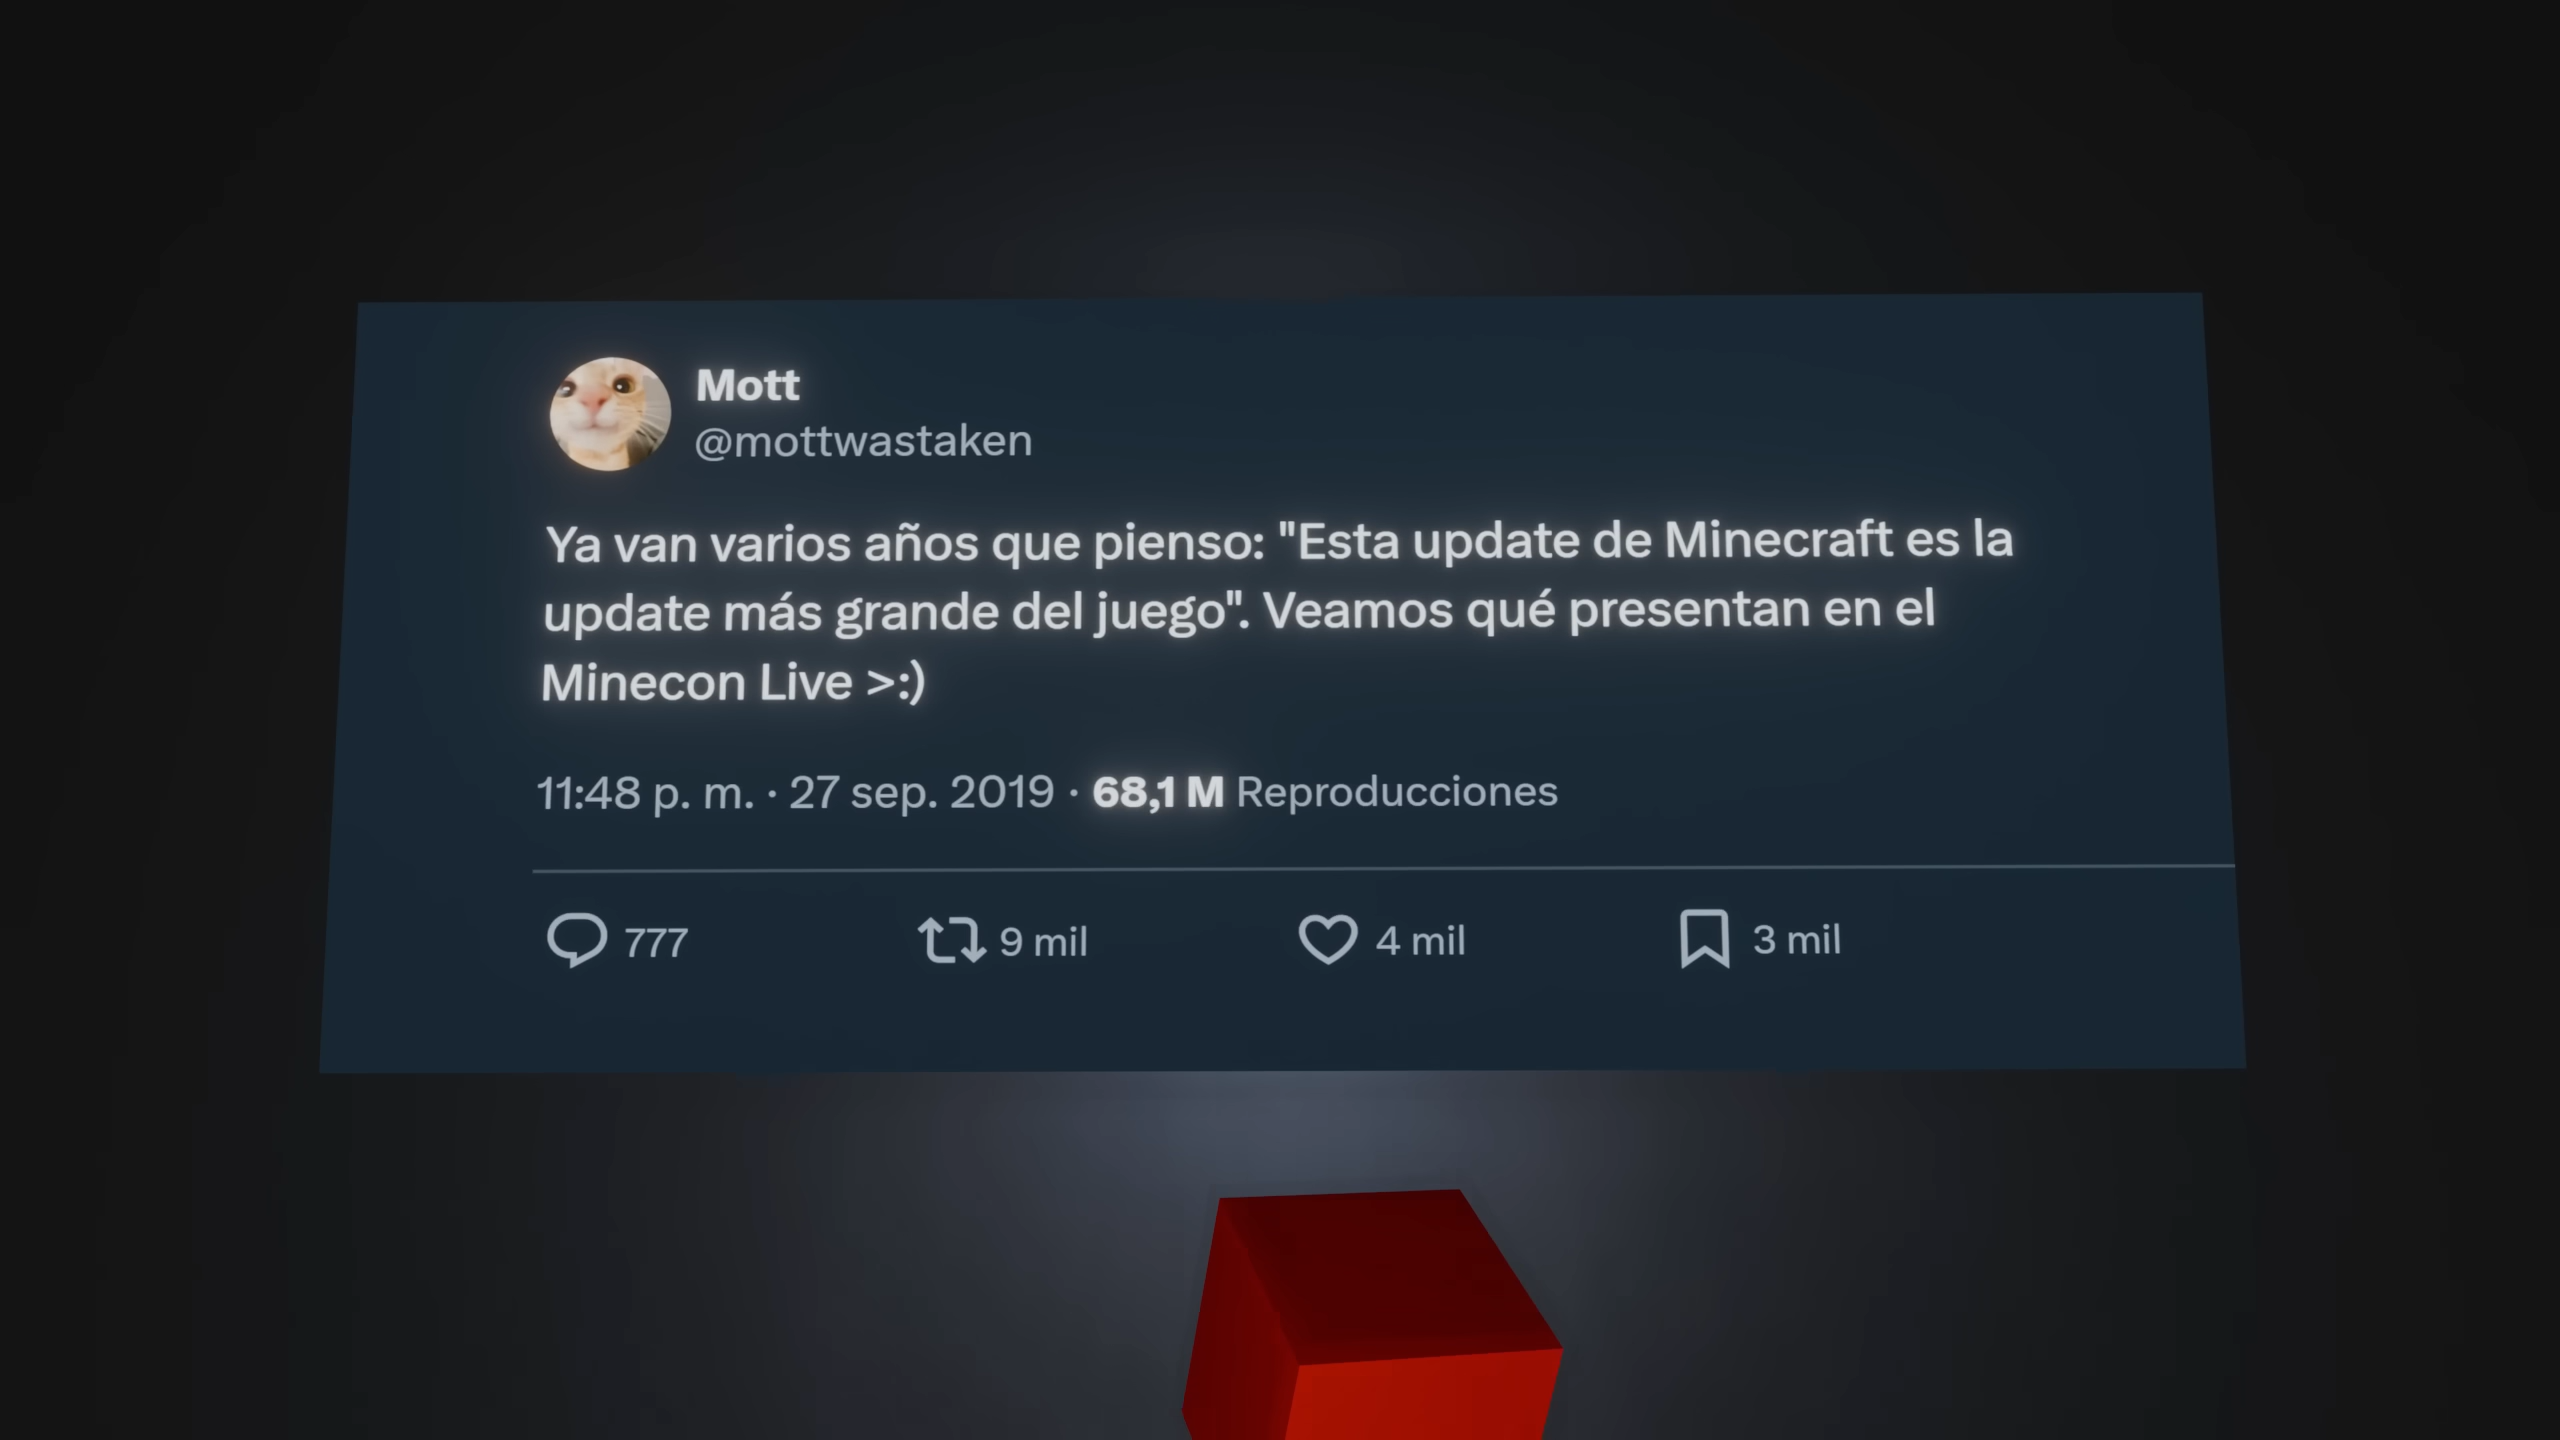 Mott
@mottwastaken
Ya van varios años que pienso: "Esta update de Minecraft es la
update más grande del juego". Veamos qué presentan en el
Minecon Live >:)
11:48 p. m. · 27 sep. 2019 · 68,1 M Reproducciones
777 9 mil 4 mil 3 mil